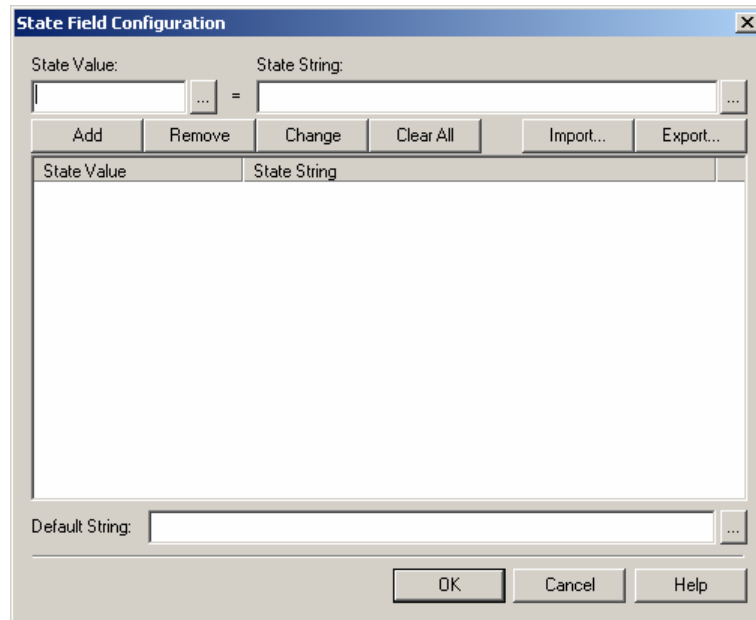 State Field Configuration
State Value: State String:
... = ...
Add Remove Change Clear All Import... Export...
State Value State String
Default String: ...
OK Cancel Help